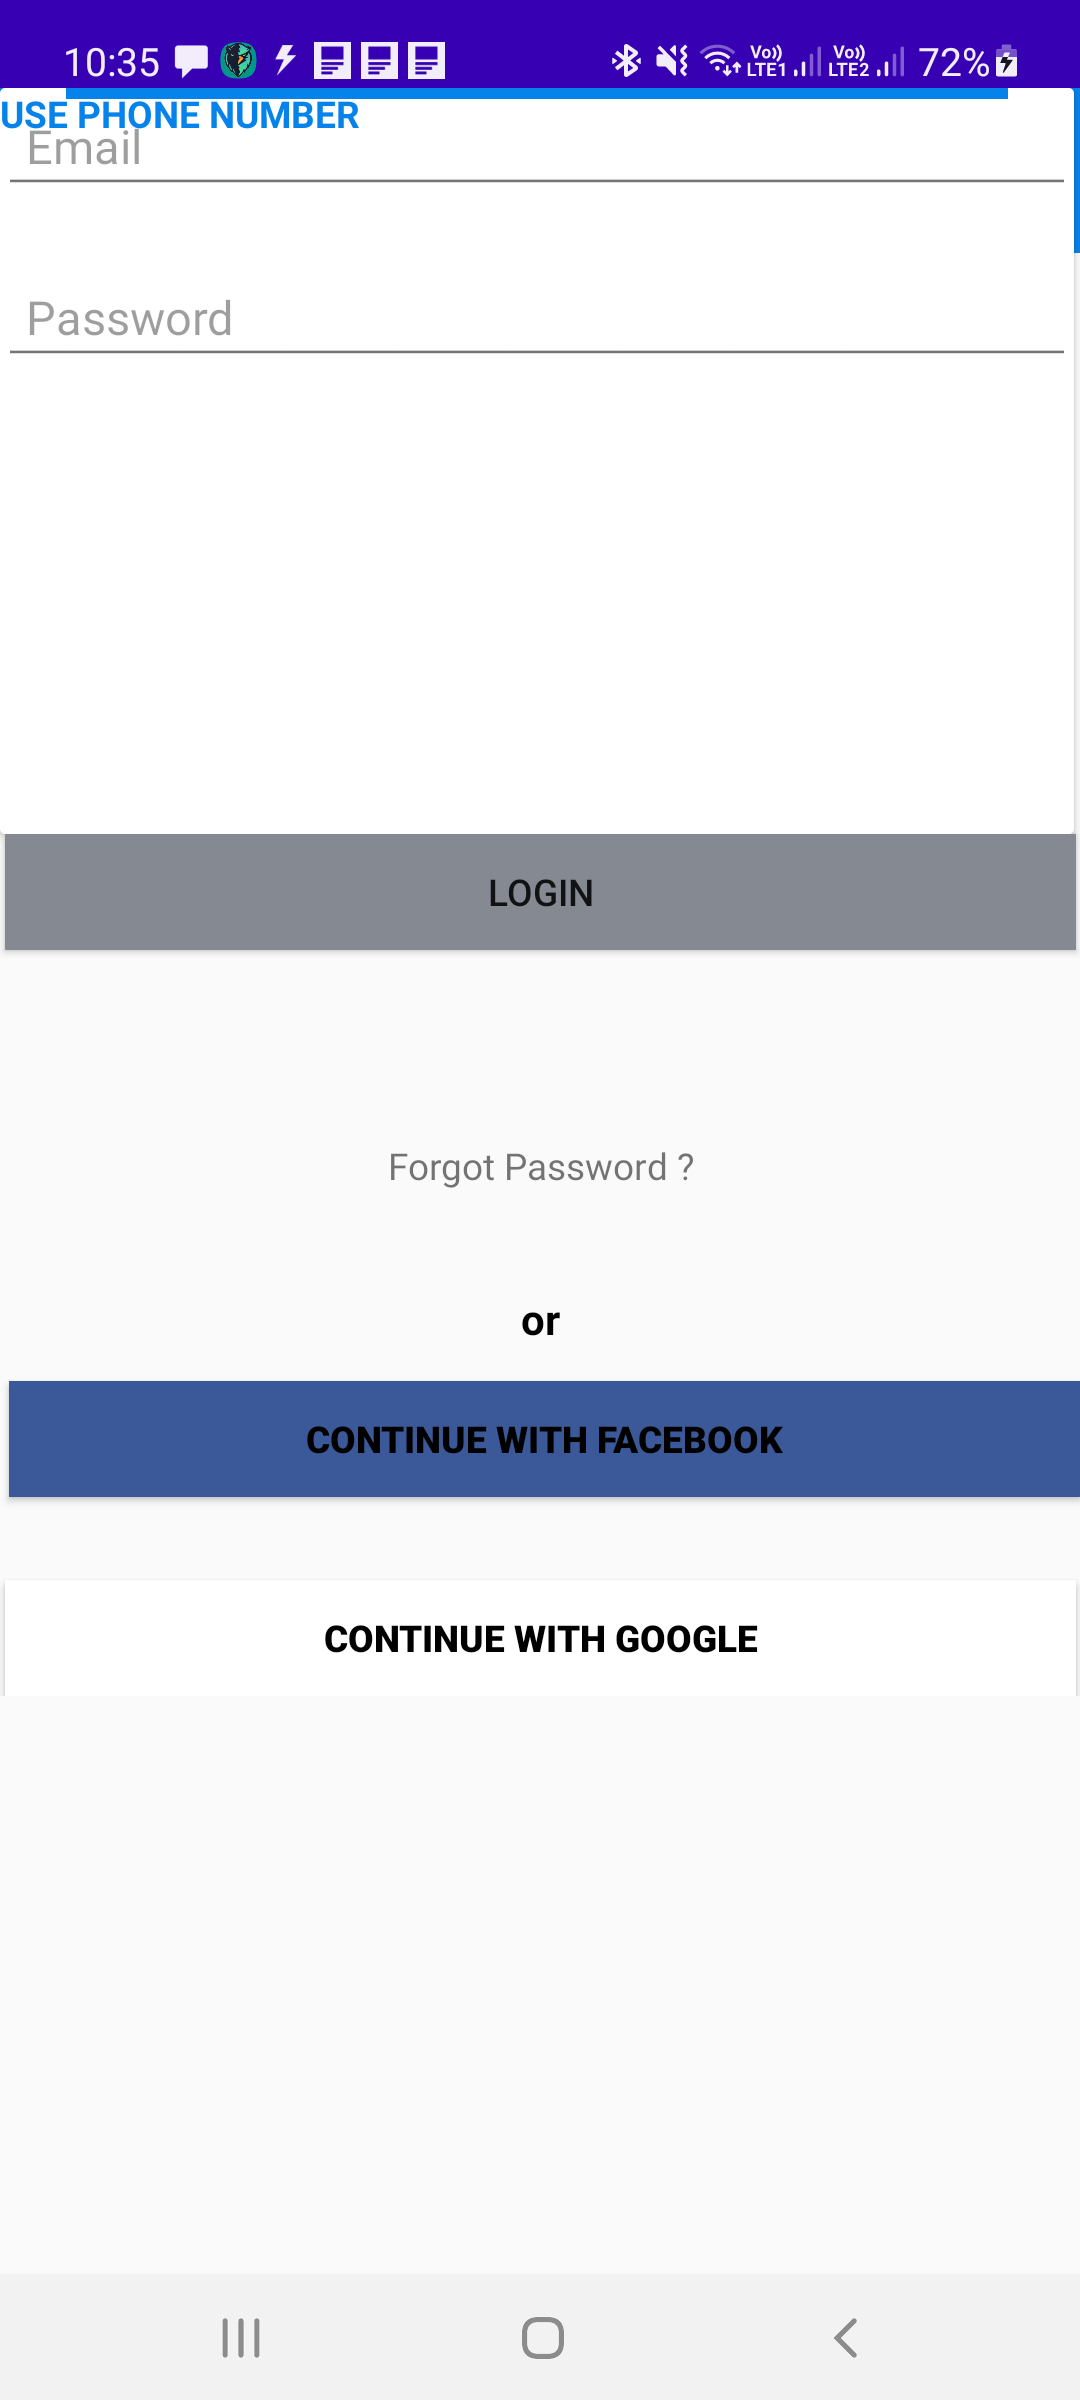 10:35 Vo)) LTE1 Vo)) LTE2 72%
USE PHONE NUMBER
Email
Password
LOGIN
Forgot Password ?
or
CONTINUE WITH FACEBOOK
CONTINUE WITH GOOGLE